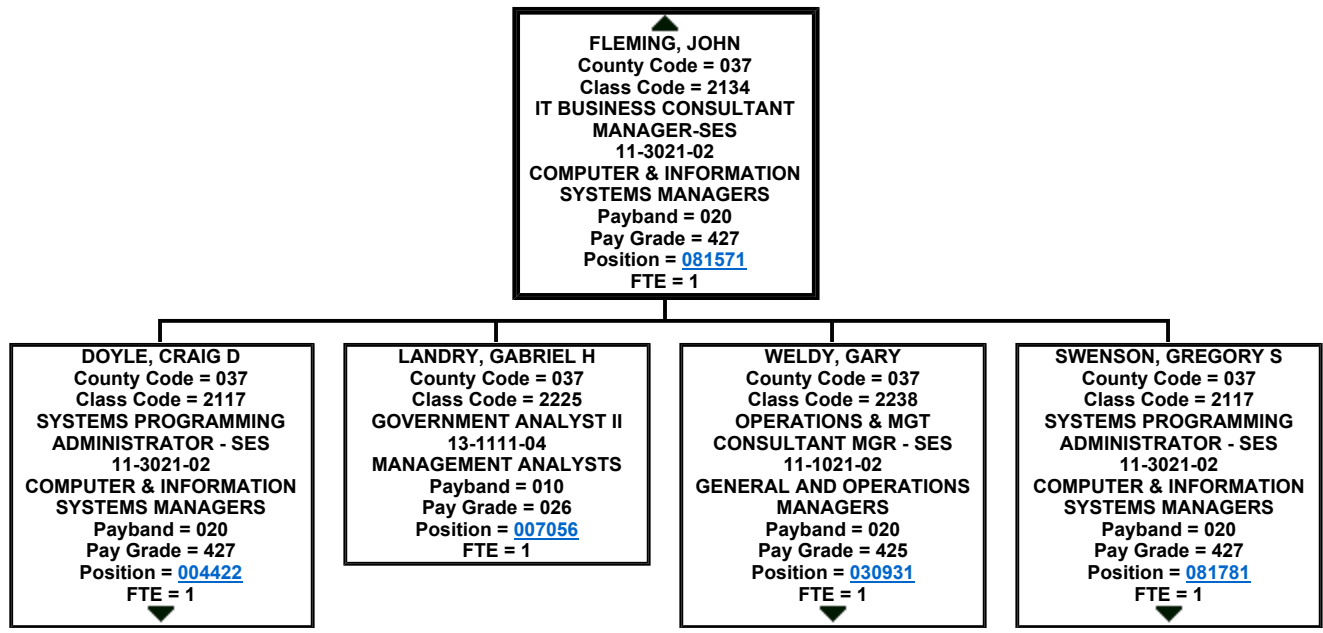 FLEMING, JOHN
County Code = 037
Class Code = 2134
IT BUSINESS CONSULTANT
MANAGER-SES
11-3021-02
COMPUTER & INFORMATION
SYSTEMS MANAGERS
Payband = 020
Pay Grade = 427
Position = 081571
FTE = 1
DOYLE, CRAIG D
County Code = 037
Class Code = 2117
SYSTEMS PROGRAMMING
ADMINISTRATOR - SES
11-3021-02
COMPUTER & INFORMATION
SYSTEMS MANAGERS
Payband = 020
Pay Grade = 427
Position = 004422
FTE = 1
LANDRY, GABRIEL H
County Code = 037
Class Code = 2225
GOVERNMENT ANALYST II
13-1111-04
MANAGEMENT ANALYSTS
Payband = 010
Pay Grade = 026
Position = 007056
FTE = 1
WELDY, GARY
County Code = 037
Class Code = 2238
OPERATIONS & MGT
CONSULTANT MGR - SES
11-1021-02
GENERAL AND OPERATIONS
MANAGERS
Payband = 020
Pay Grade = 425
Position = 030931
FTE = 1
SWENSON, GREGORY S
County Code = 037
Class Code = 2117
SYSTEMS PROGRAMMING
ADMINISTRATOR - SES
11-3021-02
COMPUTER & INFORMATION
SYSTEMS MANAGERS
Payband = 020
Pay Grade = 427
Position = 081781
FTE = 1